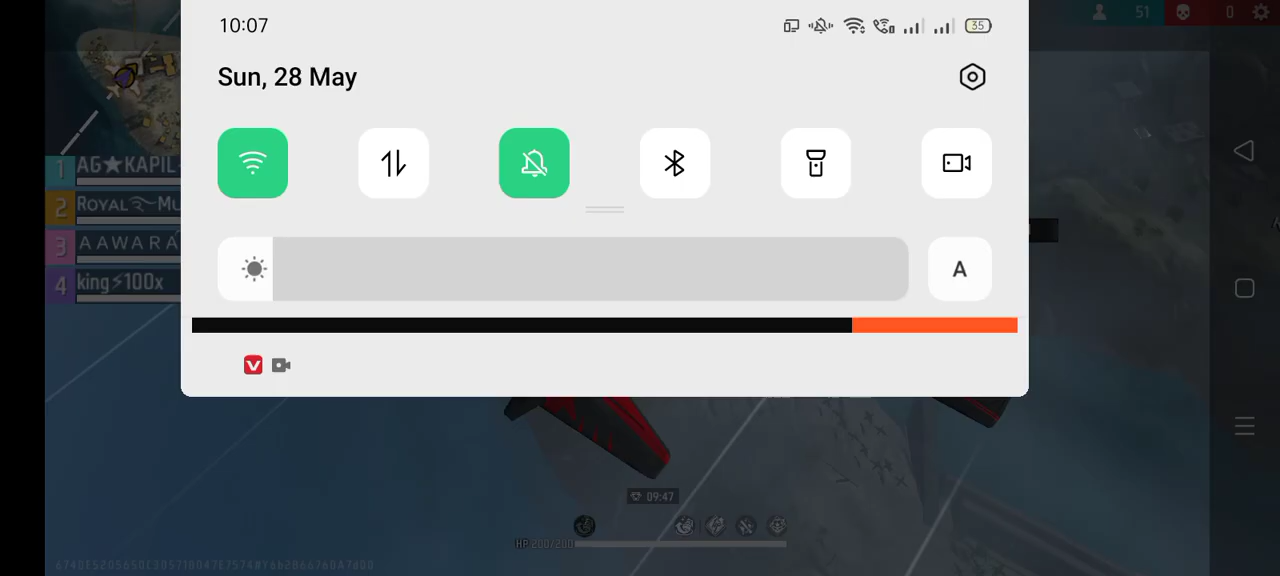 10:07
35
51
0
Sun, 28 May
1 AG★KAPIL
2 ROYAL
3 AAWARA
4 king⚡100x
A
09:47
HP 200/200